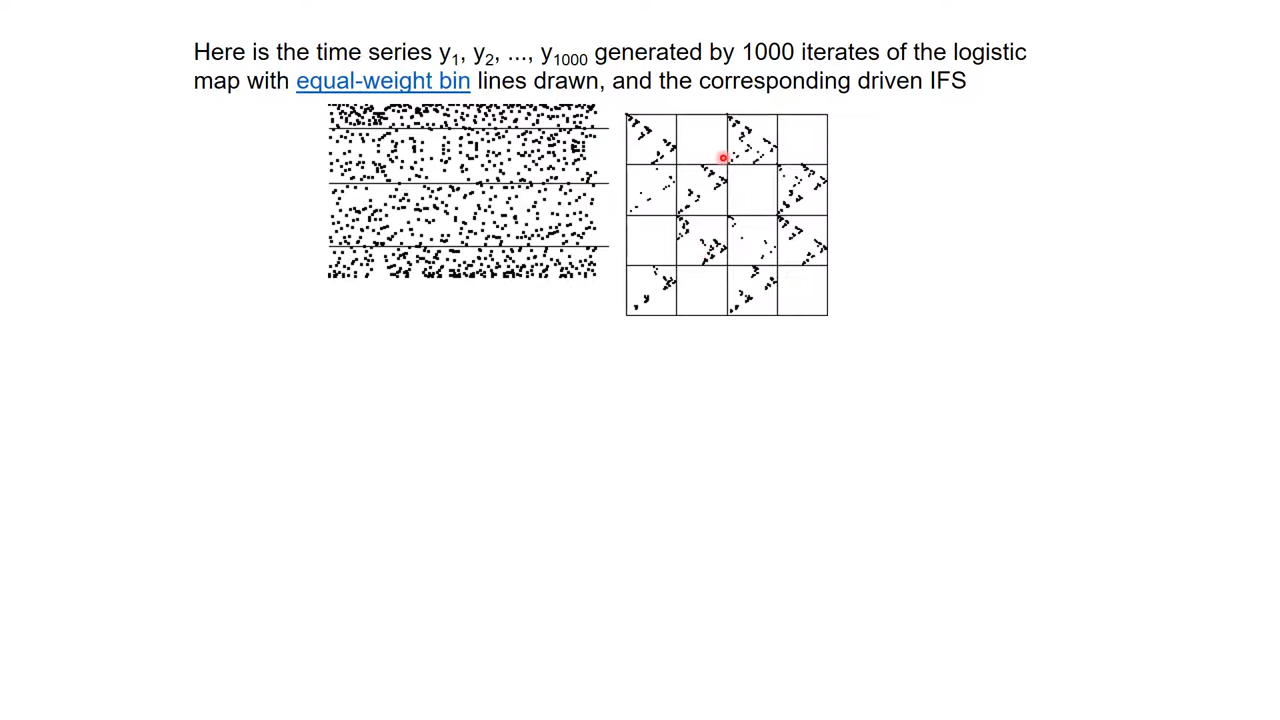 Here is the time series y₁, y₂, ..., y₁₀₀₀ generated by 1000 iterates of the logistic
map with equal-weight bin lines drawn, and the corresponding driven IFS